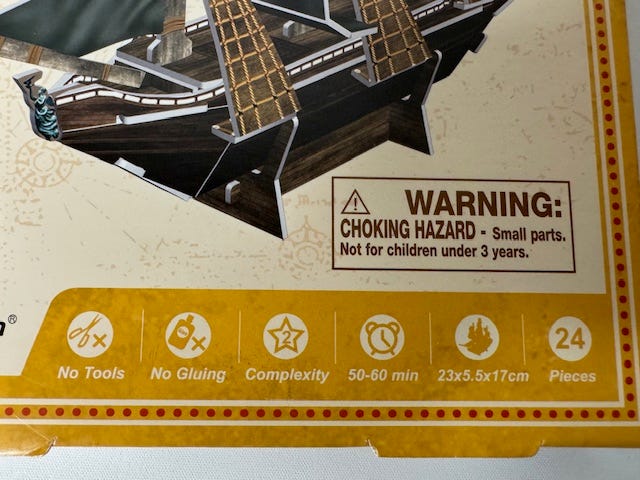 WARNING:
CHOKING HAZARD - Small parts.
Not for children under 3 years.
®
2
24
No Tools
No Gluing
Complexity
50-60 min
23x5.5x17cm
Pieces